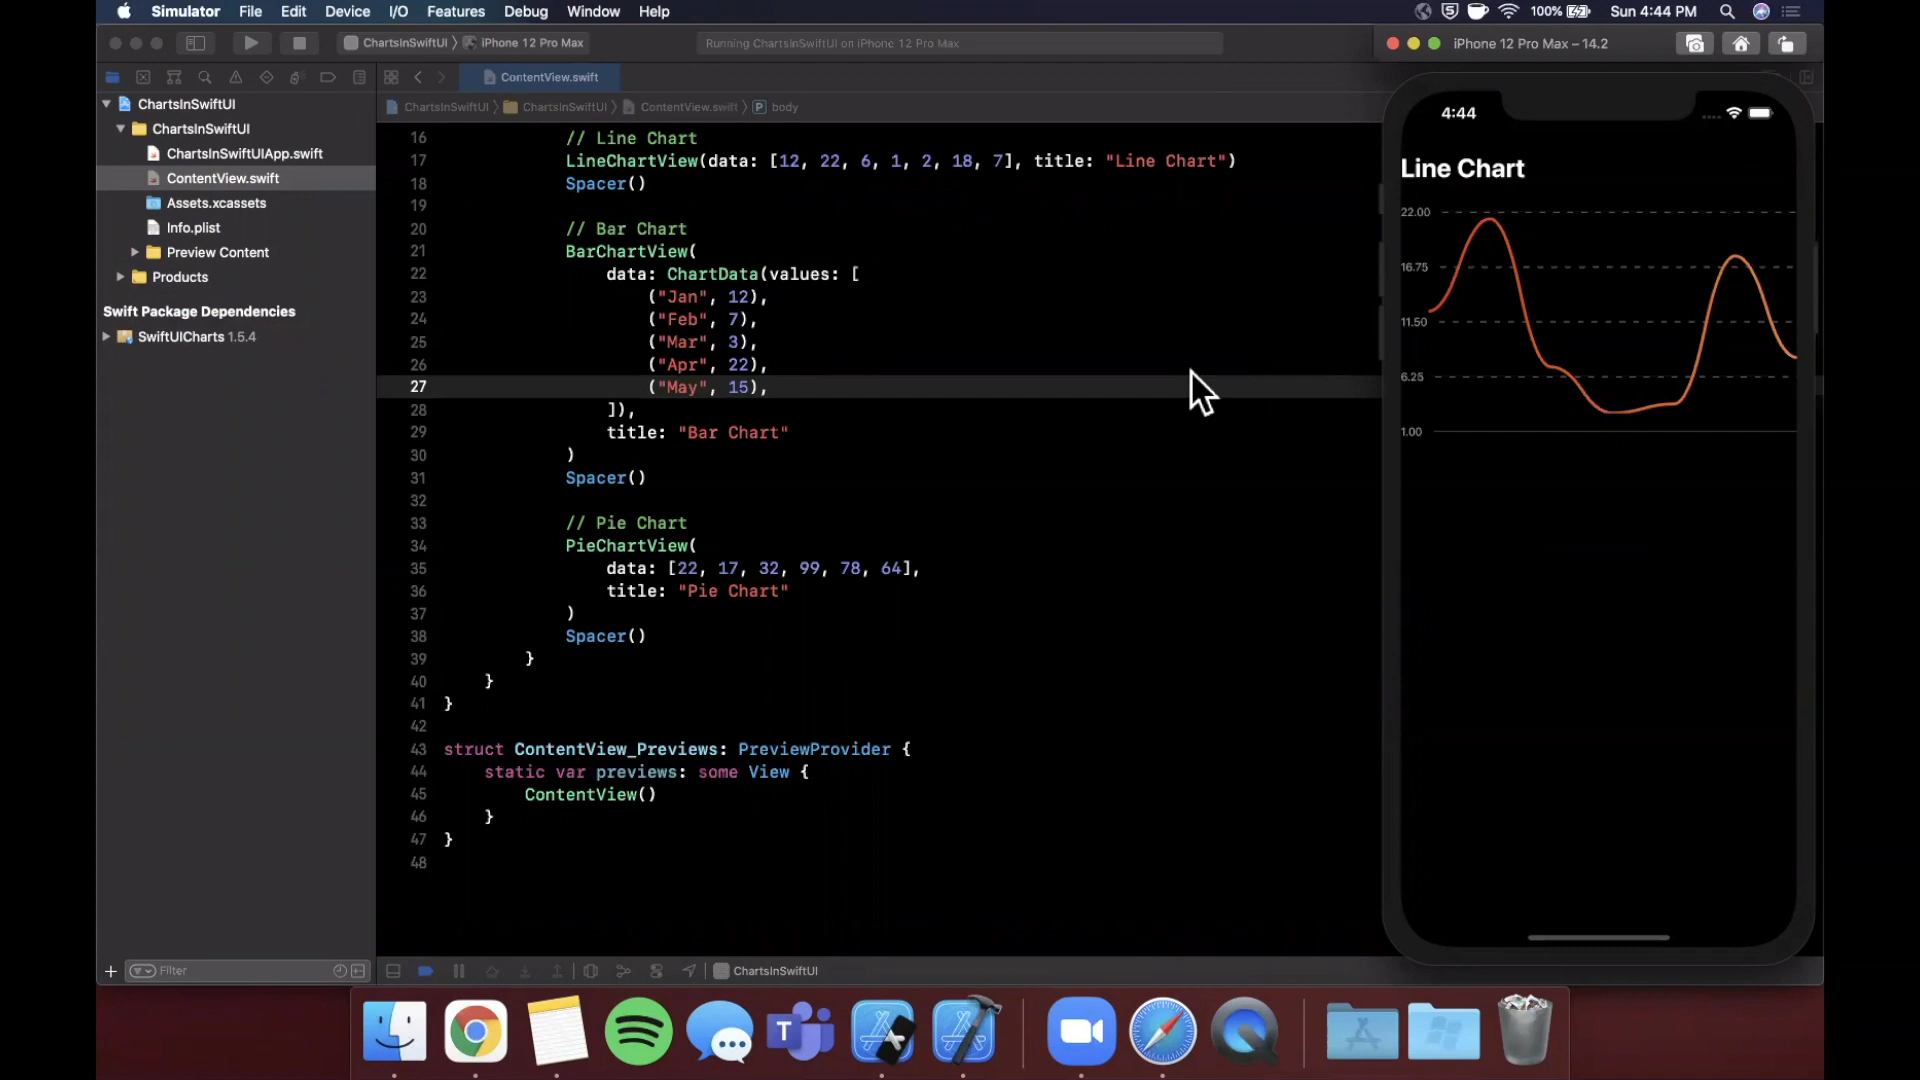 Simulator File Edit Device I/O Features Debug Window Help 100% Sun 4:44 PM
ChartsInSwiftUI iPhone 12 Pro Max
Running ChartsInSwiftUI on iPhone 12 Pro Max
iPhone 12 Pro Max – 14.2
ContentView.swift
ChartsInSwiftUI ChartsInSwiftUI ContentView.swift P body
ChartsInSwiftUI
ChartsInSwiftUI
ChartsInSwiftUIApp.swift
ContentView.swift
Assets.xcassets
Info.plist
Preview Content
Products
Swift Package Dependencies
SwiftUICharts 1.5.4
Filter
16 // Line Chart
17 LineChartView(data: [12, 22, 6, 1, 2, 18, 7], title: "Line Chart")
18 Spacer()
19
20 // Bar Chart
21 BarChartView(
22 data: ChartData(values: [
23 ("Jan", 12),
24 ("Feb", 7),
25 ("Mar", 3),
26 ("Apr", 22),
27 ("May", 15),
28 ]),
29 title: "Bar Chart"
30 )
31 Spacer()
32
33 // Pie Chart
34 PieChartView(
35 data: [22, 17, 32, 99, 78, 64],
36 title: "Pie Chart"
37 )
38 Spacer()
39 }
40 }
41 }
42
43 struct ContentView_Previews: PreviewProvider {
44 static var previews: some View {
45 ContentView()
46 }
47 }
48
ChartsInSwiftUI
4:44
Line Chart
22.00
16.75
11.50
6.25
1.00
T